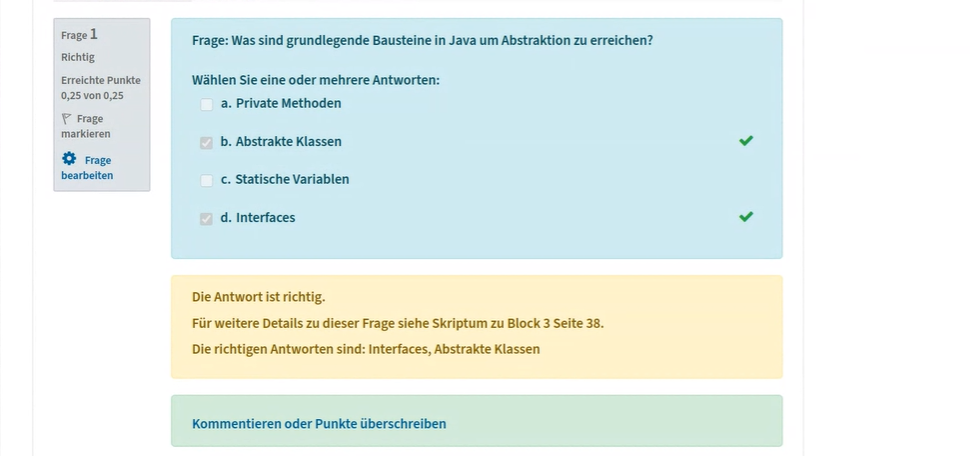 Frage 1
Richtig
Erreichte Punkte
0,25 von 0,25
Frage
markieren
Frage
bearbeiten
Frage: Was sind grundlegende Bausteine in Java um Abstraktion zu erreichen?
Wählen Sie eine oder mehrere Antworten:
a. Private Methoden
b. Abstrakte Klassen
c. Statische Variablen
d. Interfaces
Die Antwort ist richtig.
Für weitere Details zu dieser Frage siehe Skriptum zu Block 3 Seite 38.
Die richtigen Antworten sind: Interfaces, Abstrakte Klassen
Kommentieren oder Punkte überschreiben